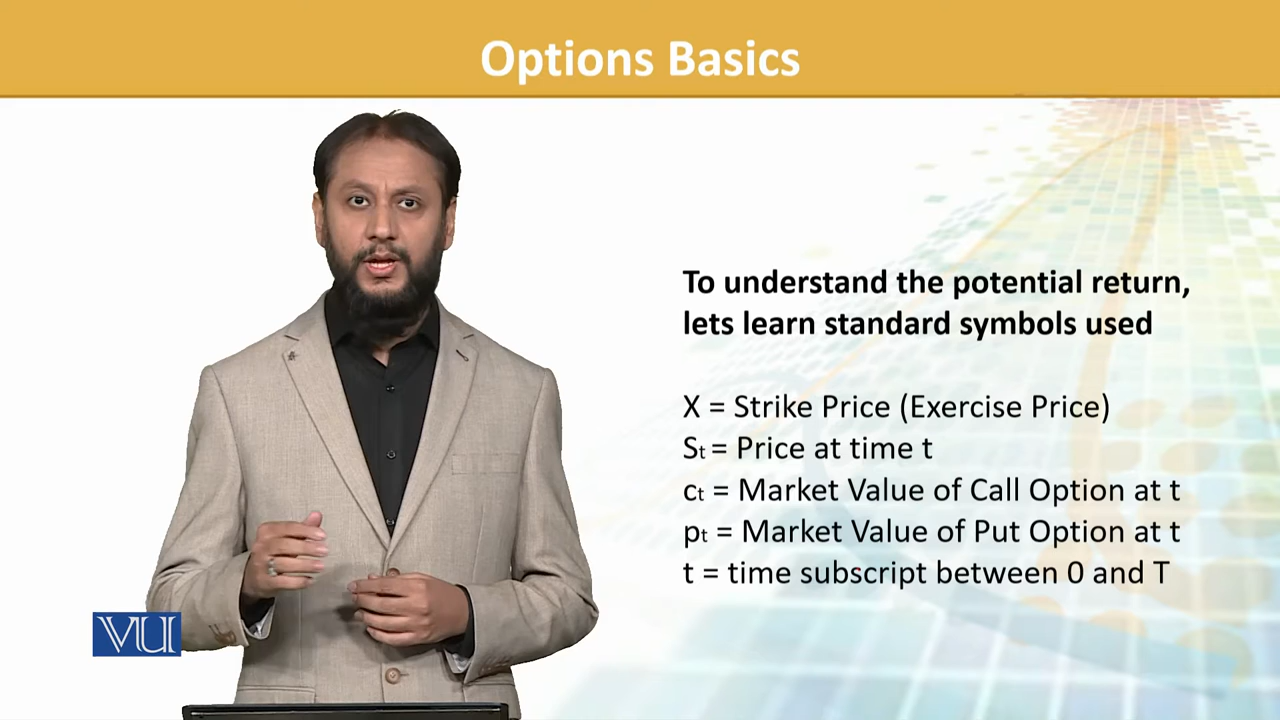 Options Basics
To understand the potential return,
lets learn standard symbols used
X = Strike Price (Exercise Price)
St = Price at time t
ct = Market Value of Call Option at t
pt = Market Value of Put Option at t
t = time subscript between 0 and T
VU